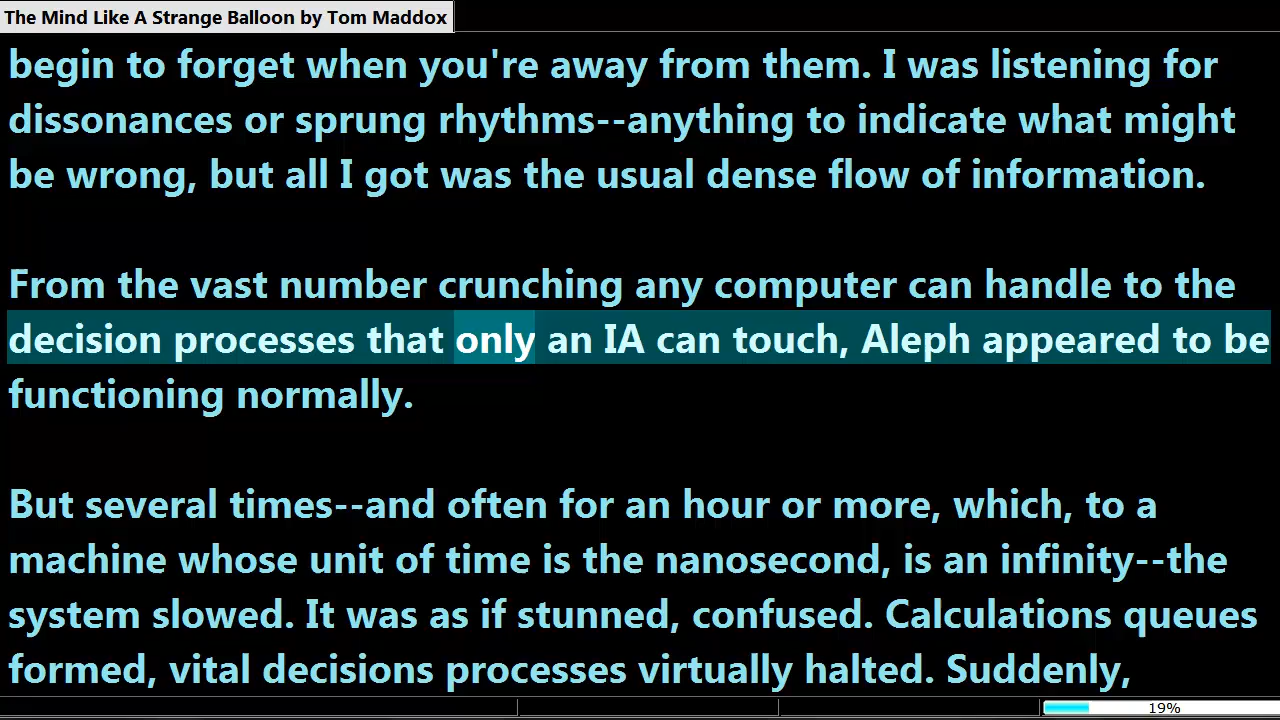 The Mind Like A Strange Balloon by Tom Maddox
begin to forget when you're away from them. I was listening for
dissonances or sprung rhythms--anything to indicate what might
be wrong, but all I got was the usual dense flow of information.
From the vast number crunching any computer can handle to the
decision processes that only an IA can touch, Aleph appeared to be
functioning normally.
But several times--and often for an hour or more, which, to a
machine whose unit of time is the nanosecond, is an infinity--the
system slowed. It was as if stunned, confused. Calculations queues
formed, vital decisions processes virtually halted. Suddenly,
19%